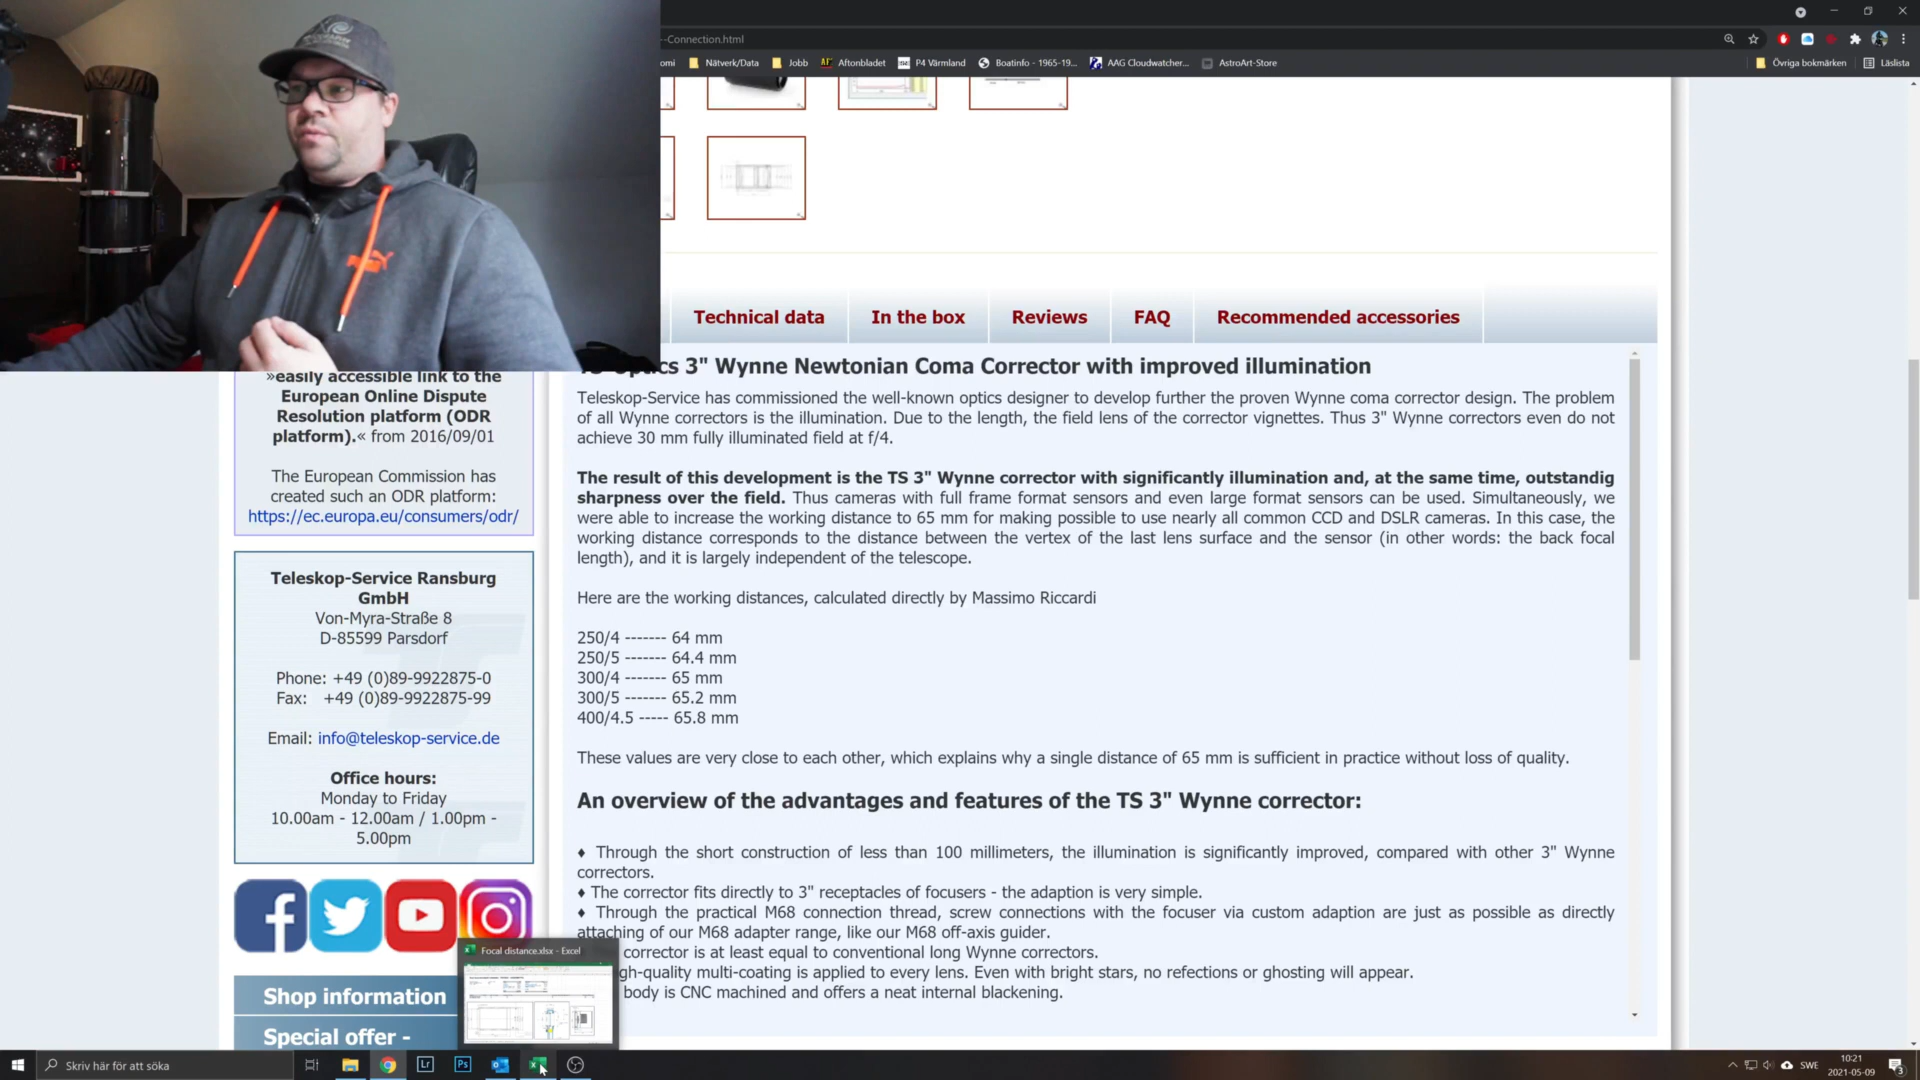 --Connection.html
omi
Nätverk/Data
Jobb
Aftonbladet
P4 Värmland
Boatinfo - 1965-19...
AAG Cloudwatcher...
AstroArt-Store
Övriga bokmärken
Läslista
Technical data
In the box
Reviews
FAQ
Recommended accessories
cs 3" Wynne Newtonian Coma Corrector with improved illumination
Teleskop-Service has commissioned the well-known optics designer to develop further the proven Wynne coma corrector design. The problem
of all Wynne correctors is the illumination. Due to the length, the field lens of the corrector vignettes. Thus 3" Wynne correctors even do not
achieve 30 mm fully illuminated field at f/4.
The result of this development is the TS 3" Wynne corrector with significantly illumination and, at the same time, outstandig
sharpness over the field. Thus cameras with full frame format sensors and even large format sensors can be used. Simultaneously, we
were able to increase the working distance to 65 mm for making possible to use nearly all common CCD and DSLR cameras. In this case, the
working distance corresponds to the distance between the vertex of the last lens surface and the sensor (in other words: the back focal
length), and it is largely independent of the telescope.
Here are the working distances, calculated directly by Massimo Riccardi
250/4 ------- 64 mm
250/5 ------- 64.4 mm
300/4 ------- 65 mm
300/5 ------- 65.2 mm
400/4.5 ----- 65.8 mm
These values are very close to each other, which explains why a single distance of 65 mm is sufficient in practice without loss of quality.
An overview of the advantages and features of the TS 3" Wynne corrector:
♦ Through the short construction of less than 100 millimeters, the illumination is significantly improved, compared with other 3" Wynne
correctors.
♦ The corrector fits directly to 3" receptacles of focusers - the adaption is very simple.
♦ Through the practical M68 connection thread, screw connections with the focuser via custom adaption are just as possible as directly
attaching of our M68 adapter range, like our M68 off-axis guider.
corrector is at least equal to conventional long Wynne correctors.
gh-quality multi-coating is applied to every lens. Even with bright stars, no refections or ghosting will appear.
body is CNC machined and offers a neat internal blackening.
»easily accessible link to the
European Online Dispute
Resolution platform (ODR
platform).« from 2016/09/01
The European Commission has
created such an ODR platform:
https://ec.europa.eu/consumers/odr/
Teleskop-Service Ransburg
GmbH
Von-Myra-Straße 8
D-85599 Parsdorf
Phone: +49 (0)89-9922875-0
Fax: +49 (0)89-9922875-99
Email: info@teleskop-service.de
Office hours:
Monday to Friday
10.00am - 12.00am / 1.00pm -
5.00pm
Shop information
Special offer -
Focal distance.xlsx - Excel
Skriv här för att söka
Lr
Ps
SWE
10:21
2021-05-09
3